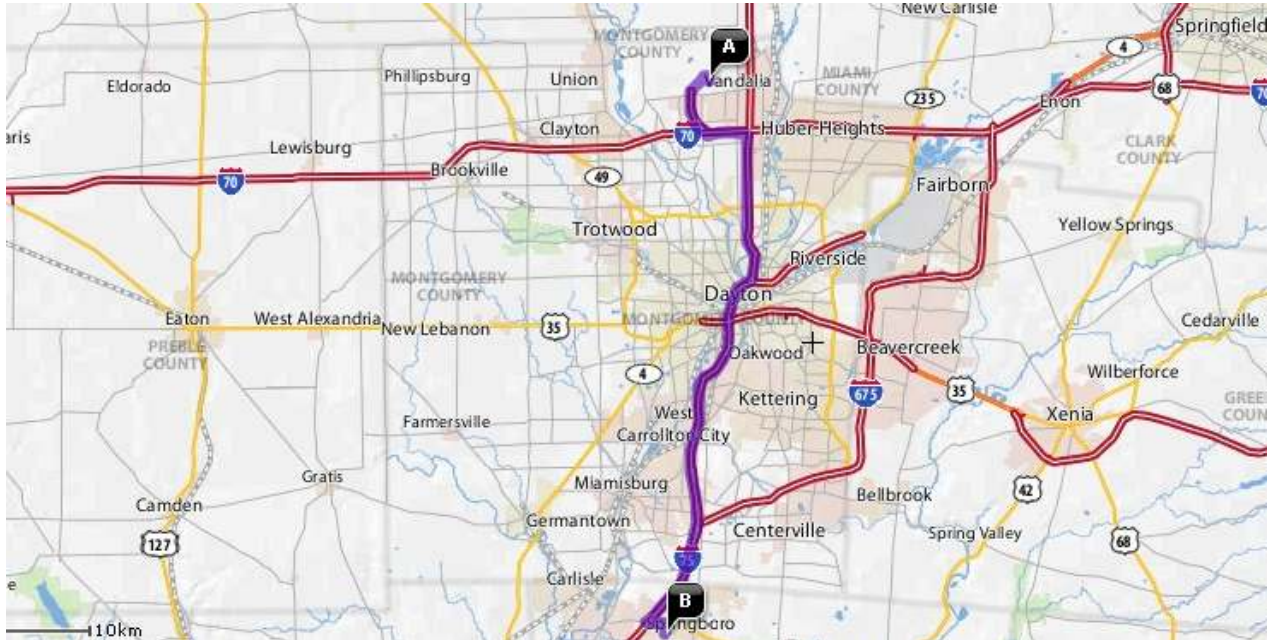 New Carlisle
Springfield
MONTGOMERY
COUNTY
A
4
Phillipsburg
Union
Vandalia
MIAMI
COUNTY
Eldorado
235
68
70
Enon
Clayton
70
Huber Heights
Lewisburg
CLARK
COUNTY
Brookville
49
70
Fairborn
Trotwood
Yellow Springs
Riverside
MONTGOMERY
COUNTY
Dayton
Eaton
West Alexandria
New Lebanon
35
MONTGOMERY COUNTY
Cedarville
PREBLE
COUNTY
Oakwood
Beavercreek
4
Wilberforce
35
Kettering
675
Xenia
West
Carrollton City
Farmersville
Gratis
Miamisburg
42
Bellbrook
Camden
Germantown
Centerville
Spring Valley
127
68
75
Carlisle
B
Springboro
10km